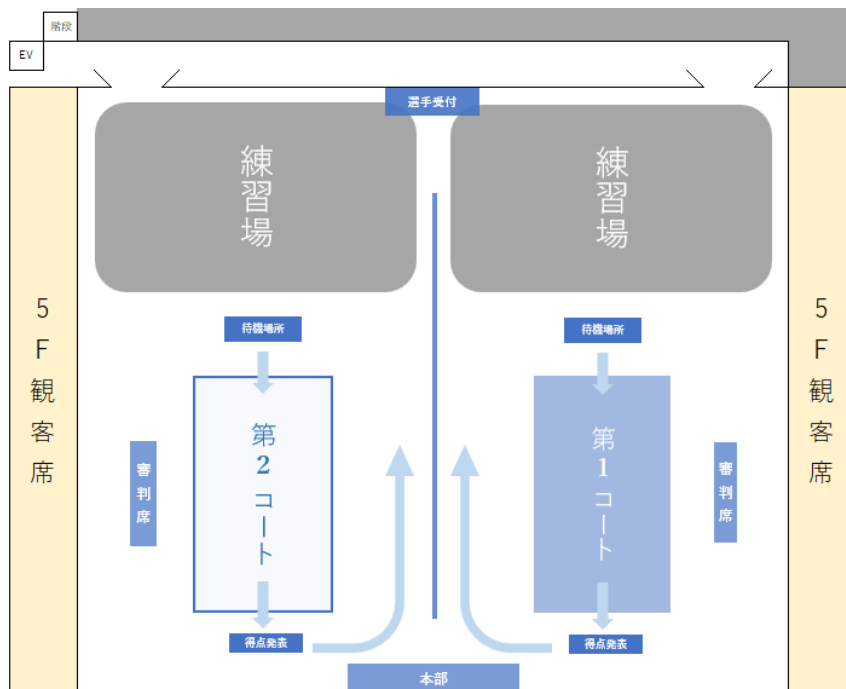 階段
EV
選手受付
練習場
練習場
5F観客席
5F観客席
待機場所
待機場所
第2コート
第1コート
審判席
審判席
得点発表
得点発表
本部